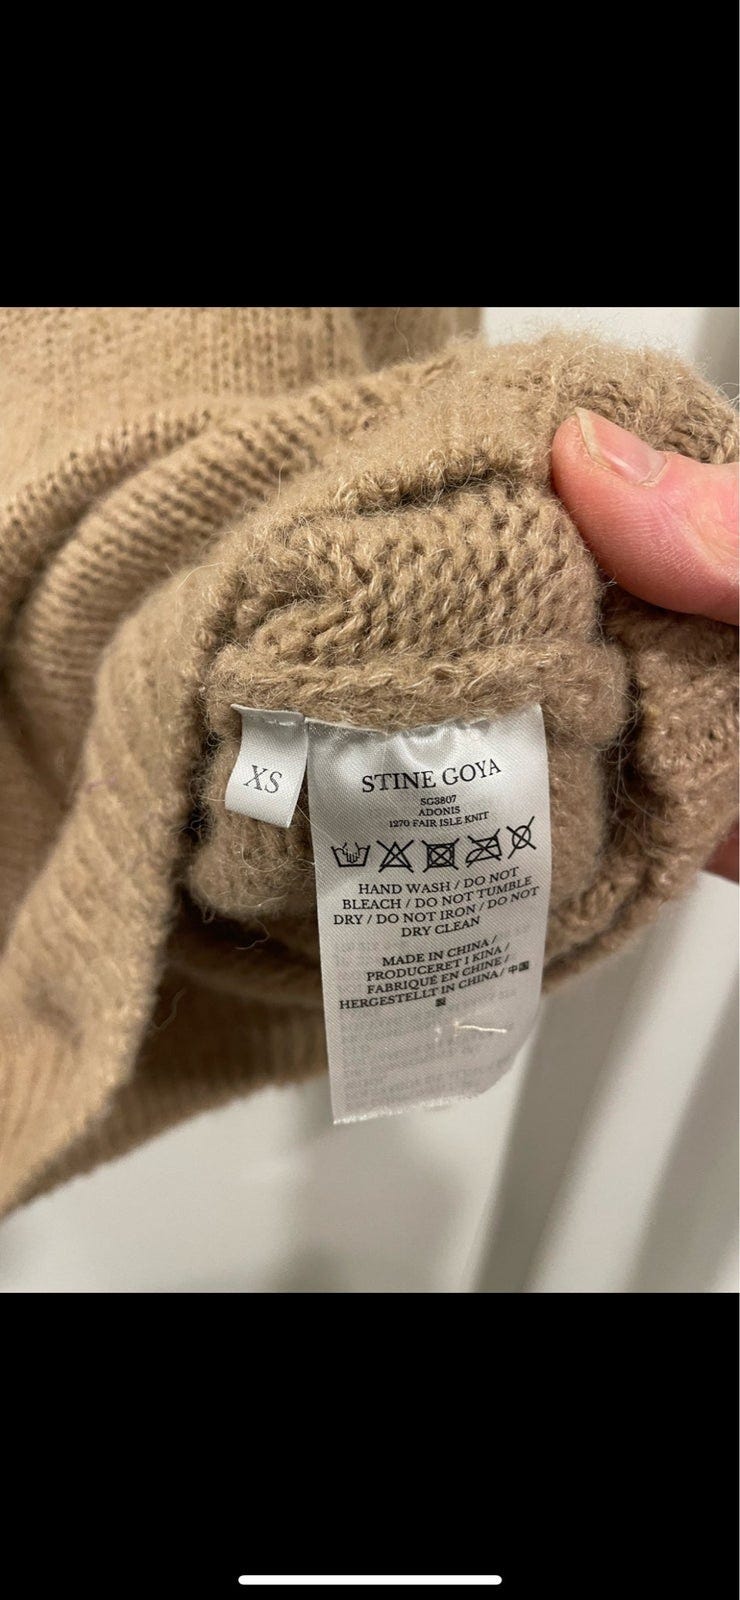 XS
STINE GOYA
SG3807
ADONIS
1270 FAIR ISLE KNIT
HAND WASH / DO NOT
BLEACH / DO NOT TUMBLE
DRY / DO NOT IRON / DO NOT
DRY CLEAN
MADE IN CHINA /
PRODUCERET I KINA /
FABRIQUÉ EN CHINE /
HERGESTELLT IN CHINA/ 中国